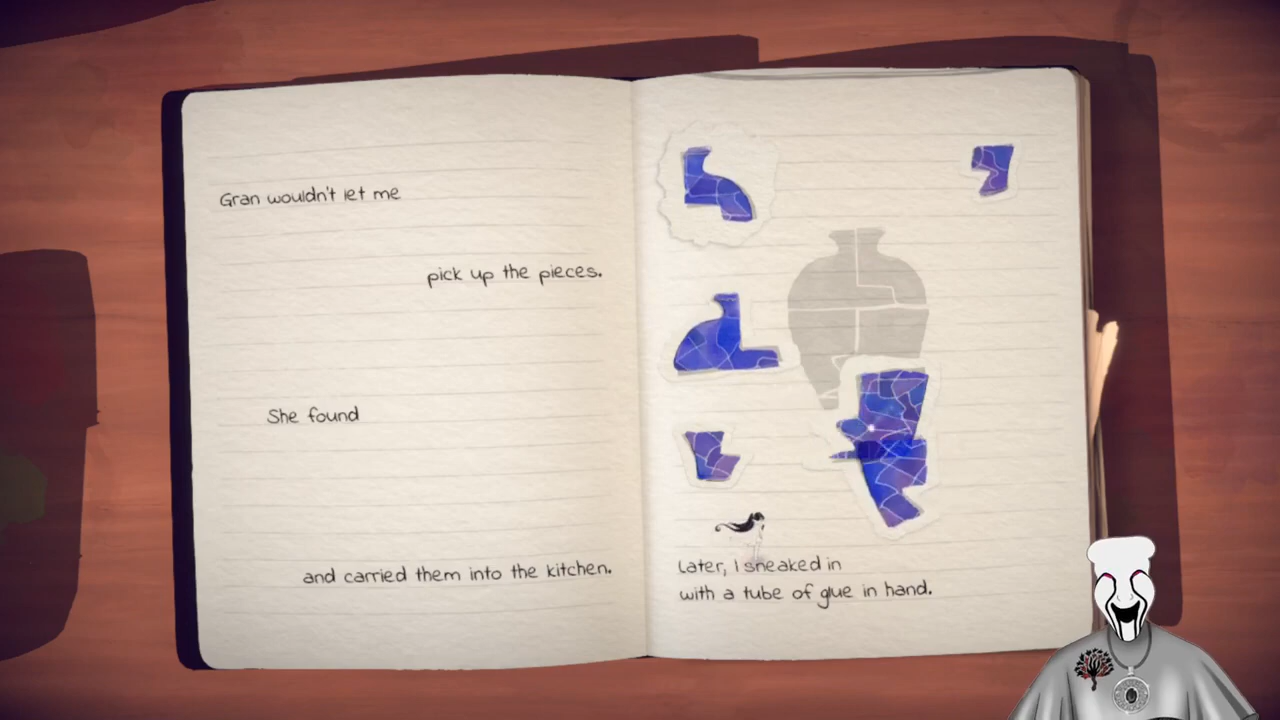 Gran wouldn't let me
pick up the pieces.
She found
and carried them into the kitchen.
Later, I sneaked in
with a tube of glue in hand.